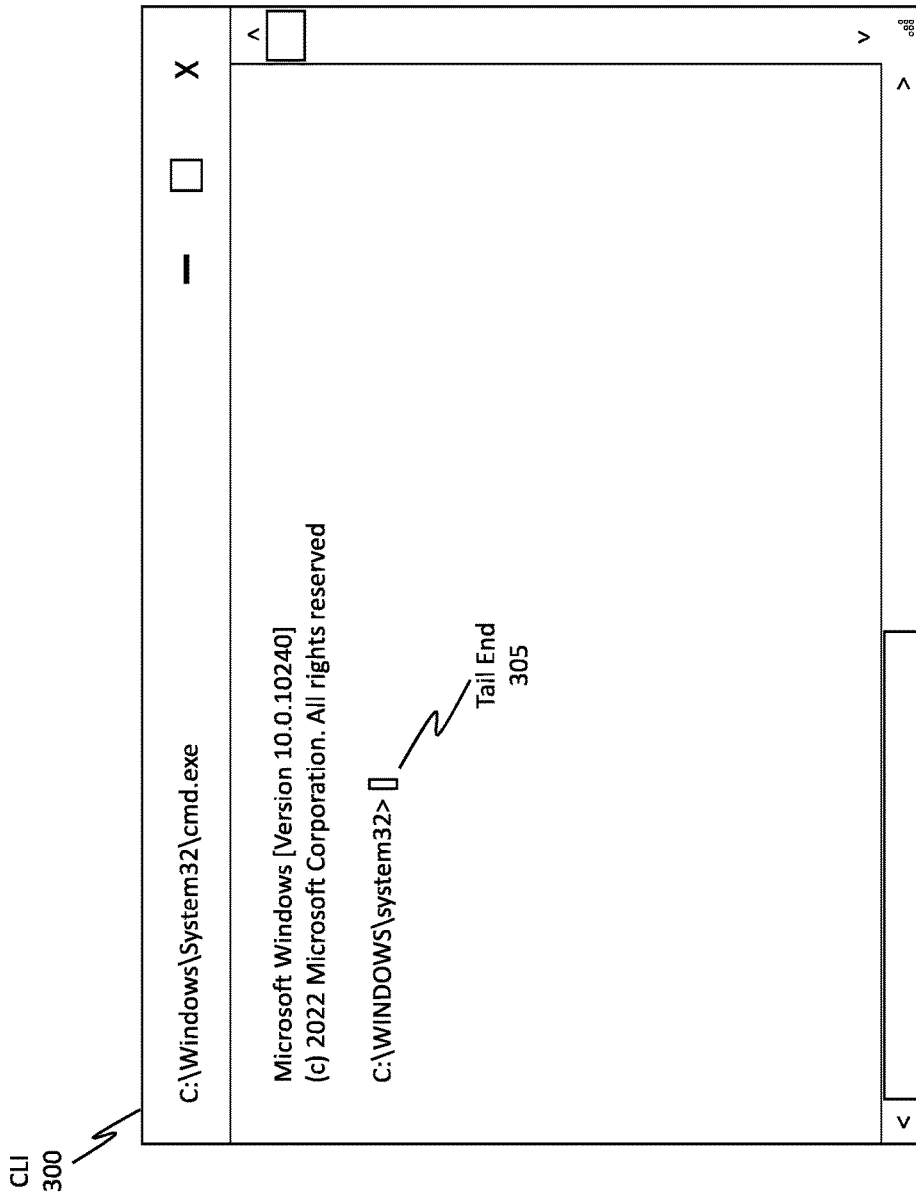 CLI
300
C:\Windows\System32\cmd.exe
Microsoft Windows [Version 10.0.10240]
(c) 2022 Microsoft Corporation. All rights reserved
C:\WINDOWS\system32>
Tail End
305